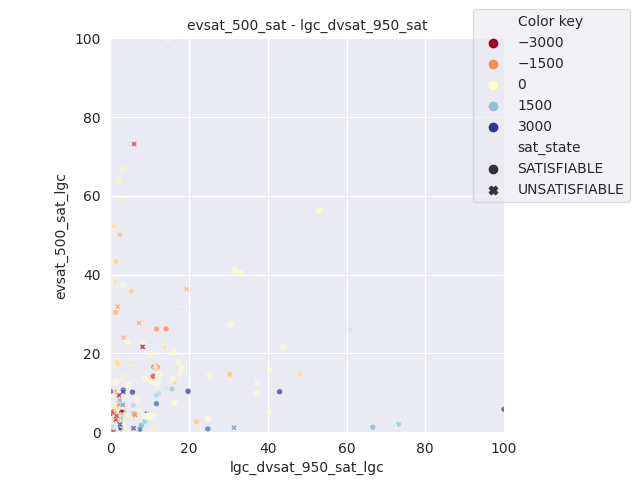 evsat_500_sat - lgc_dvsat_950_sat
Color key
−3000
−1500
0
1500
3000
sat_state
SATISFIABLE
UNSATISFIABLE
100
80
60
40
20
0
evsat_500_sat_lgc
0
20
40
60
80
100
lgc_dvsat_950_sat_lgc